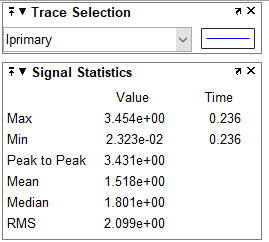 Trace Selection
Iprimary
Signal Statistics
Value Time
Max 3.454e+00 0.236
Min 2.323e-02 0.236
Peak to Peak 3.431e+00
Mean 1.518e+00
Median 1.801e+00
RMS 2.099e+00